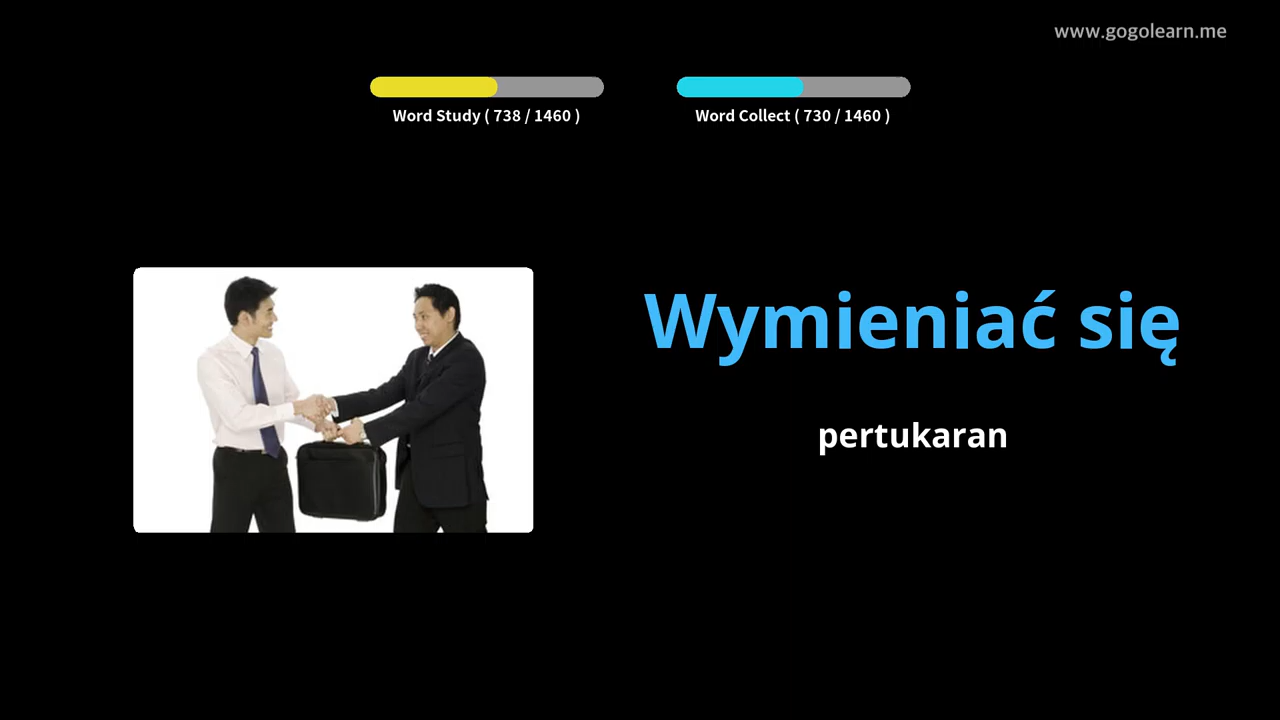 www.gogolearn.me
Word Study ( 738 / 1460 )
Word Collect ( 730 / 1460 )
Wymieniać się
pertukaran